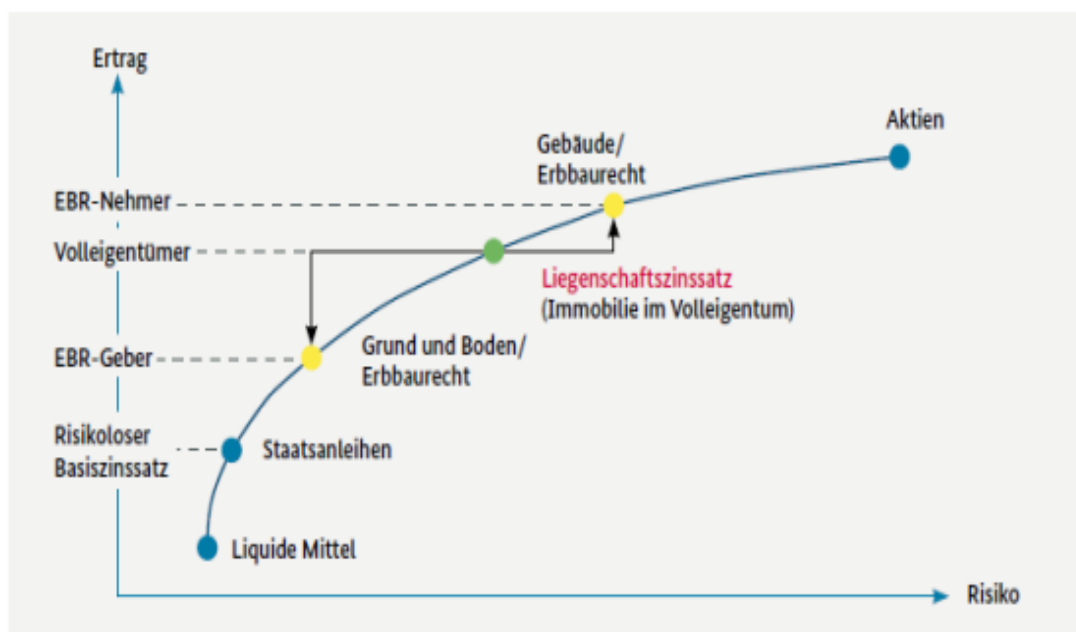 Ertrag
Aktien
Gebäude/
Erbbaurecht
EBR-Nehmer
Volleigentümer
Liegenschaftszinssatz
(Immobilie im Volleigentum)
EBR-Geber
Grund und Boden/
Erbbaurecht
Risikoloser
Basiszinssatz
Staatsanleihen
Liquide Mittel
Risiko